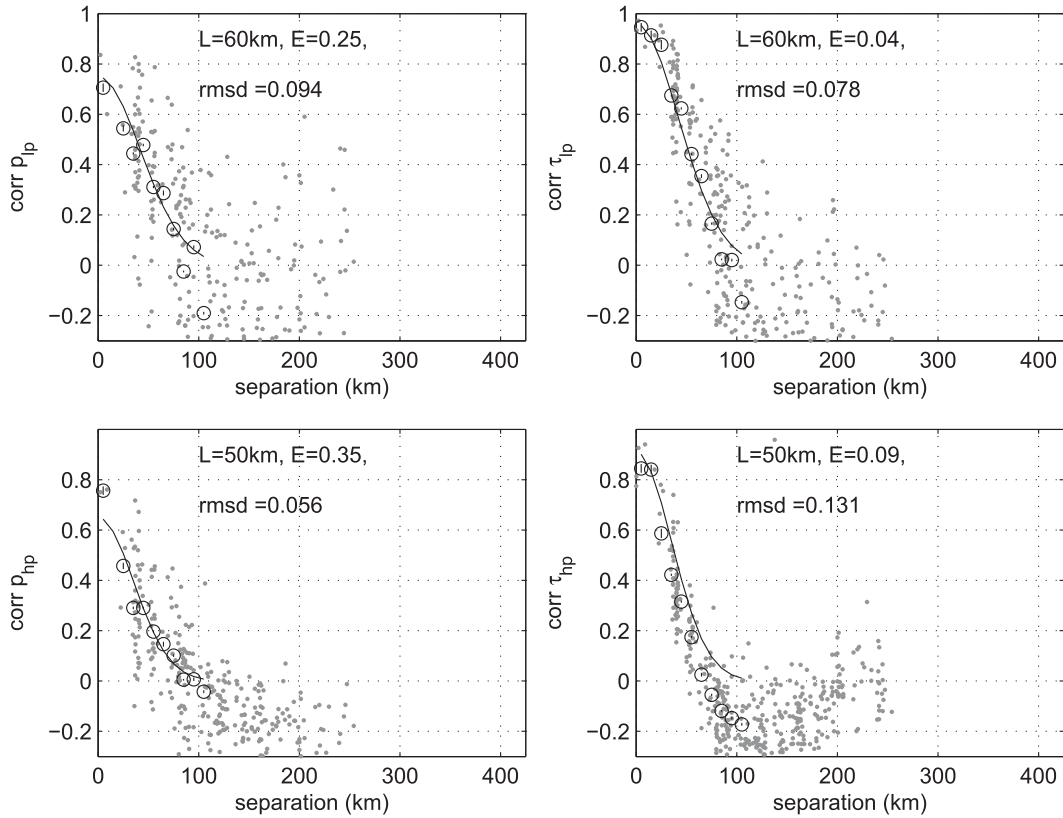 L=60km, E=0.25,
rmsd =0.094
1
0.8
0.6
0.4
0.2
0
−0.2
corr p_lp
0 100 200 300 400
separation (km)
L=60km, E=0.04,
rmsd =0.078
1
0.8
0.6
0.4
0.2
0
−0.2
corr τ_lp
0 100 200 300 400
separation (km)
L=50km, E=0.35,
rmsd =0.056
0.8
0.6
0.4
0.2
0
−0.2
corr p_hp
0 100 200 300 400
separation (km)
L=50km, E=0.09,
rmsd =0.131
0.8
0.6
0.4
0.2
0
−0.2
corr τ_hp
0 100 200 300 400
separation (km)